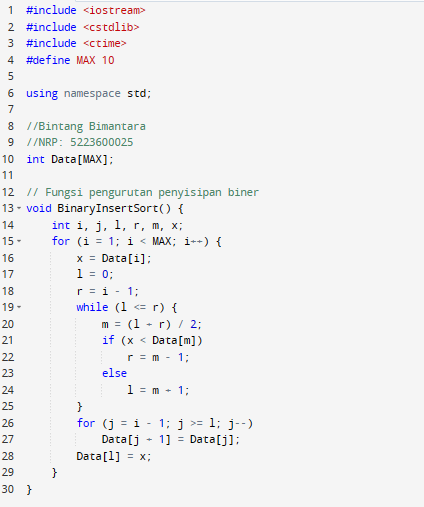 1 #include <iostream>
2 #include <cstdlib>
3 #include <ctime>
4 #define MAX 10
5
6 using namespace std;
7
8 //Bintang Bimantara
9 //NRP: 5223600025
10 int Data[MAX];
11
12 // Fungsi pengurutan penyisipan biner
13 void BinaryInsertSort() {
14 int i, j, l, r, m, x;
15 for (i = 1; i < MAX; i++) {
16 x = Data[i];
17 l = 0;
18 r = i - 1;
19 while (l <= r) {
20 m = (l + r) / 2;
21 if (x < Data[m])
22 r = m - 1;
23 else
24 l = m + 1;
25 }
26 for (j = i - 1; j >= l; j--)
27 Data[j + 1] = Data[j];
28 Data[l] = x;
29 }
30 }